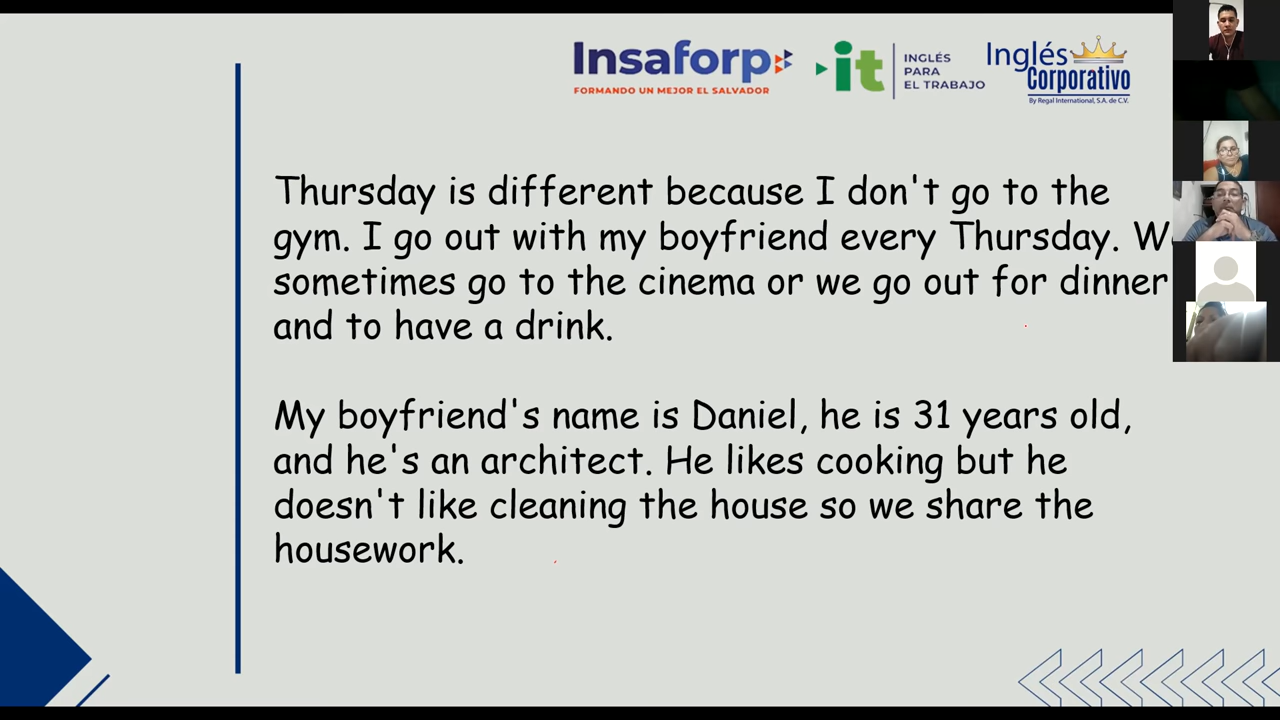 Insaforp
FORMANDO UN MEJOR EL SALVADOR
it
INGLÉS
PARA
EL TRABAJO
Inglés
Corporativo
By Regal International, S.A. de C.V.
Thursday is different because I don't go to the
gym. I go out with my boyfriend every Thursday. W
sometimes go to the cinema or we go out for dinner
and to have a drink.
My boyfriend's name is Daniel, he is 31 years old,
and he's an architect. He likes cooking but he
doesn't like cleaning the house so we share the
housework.